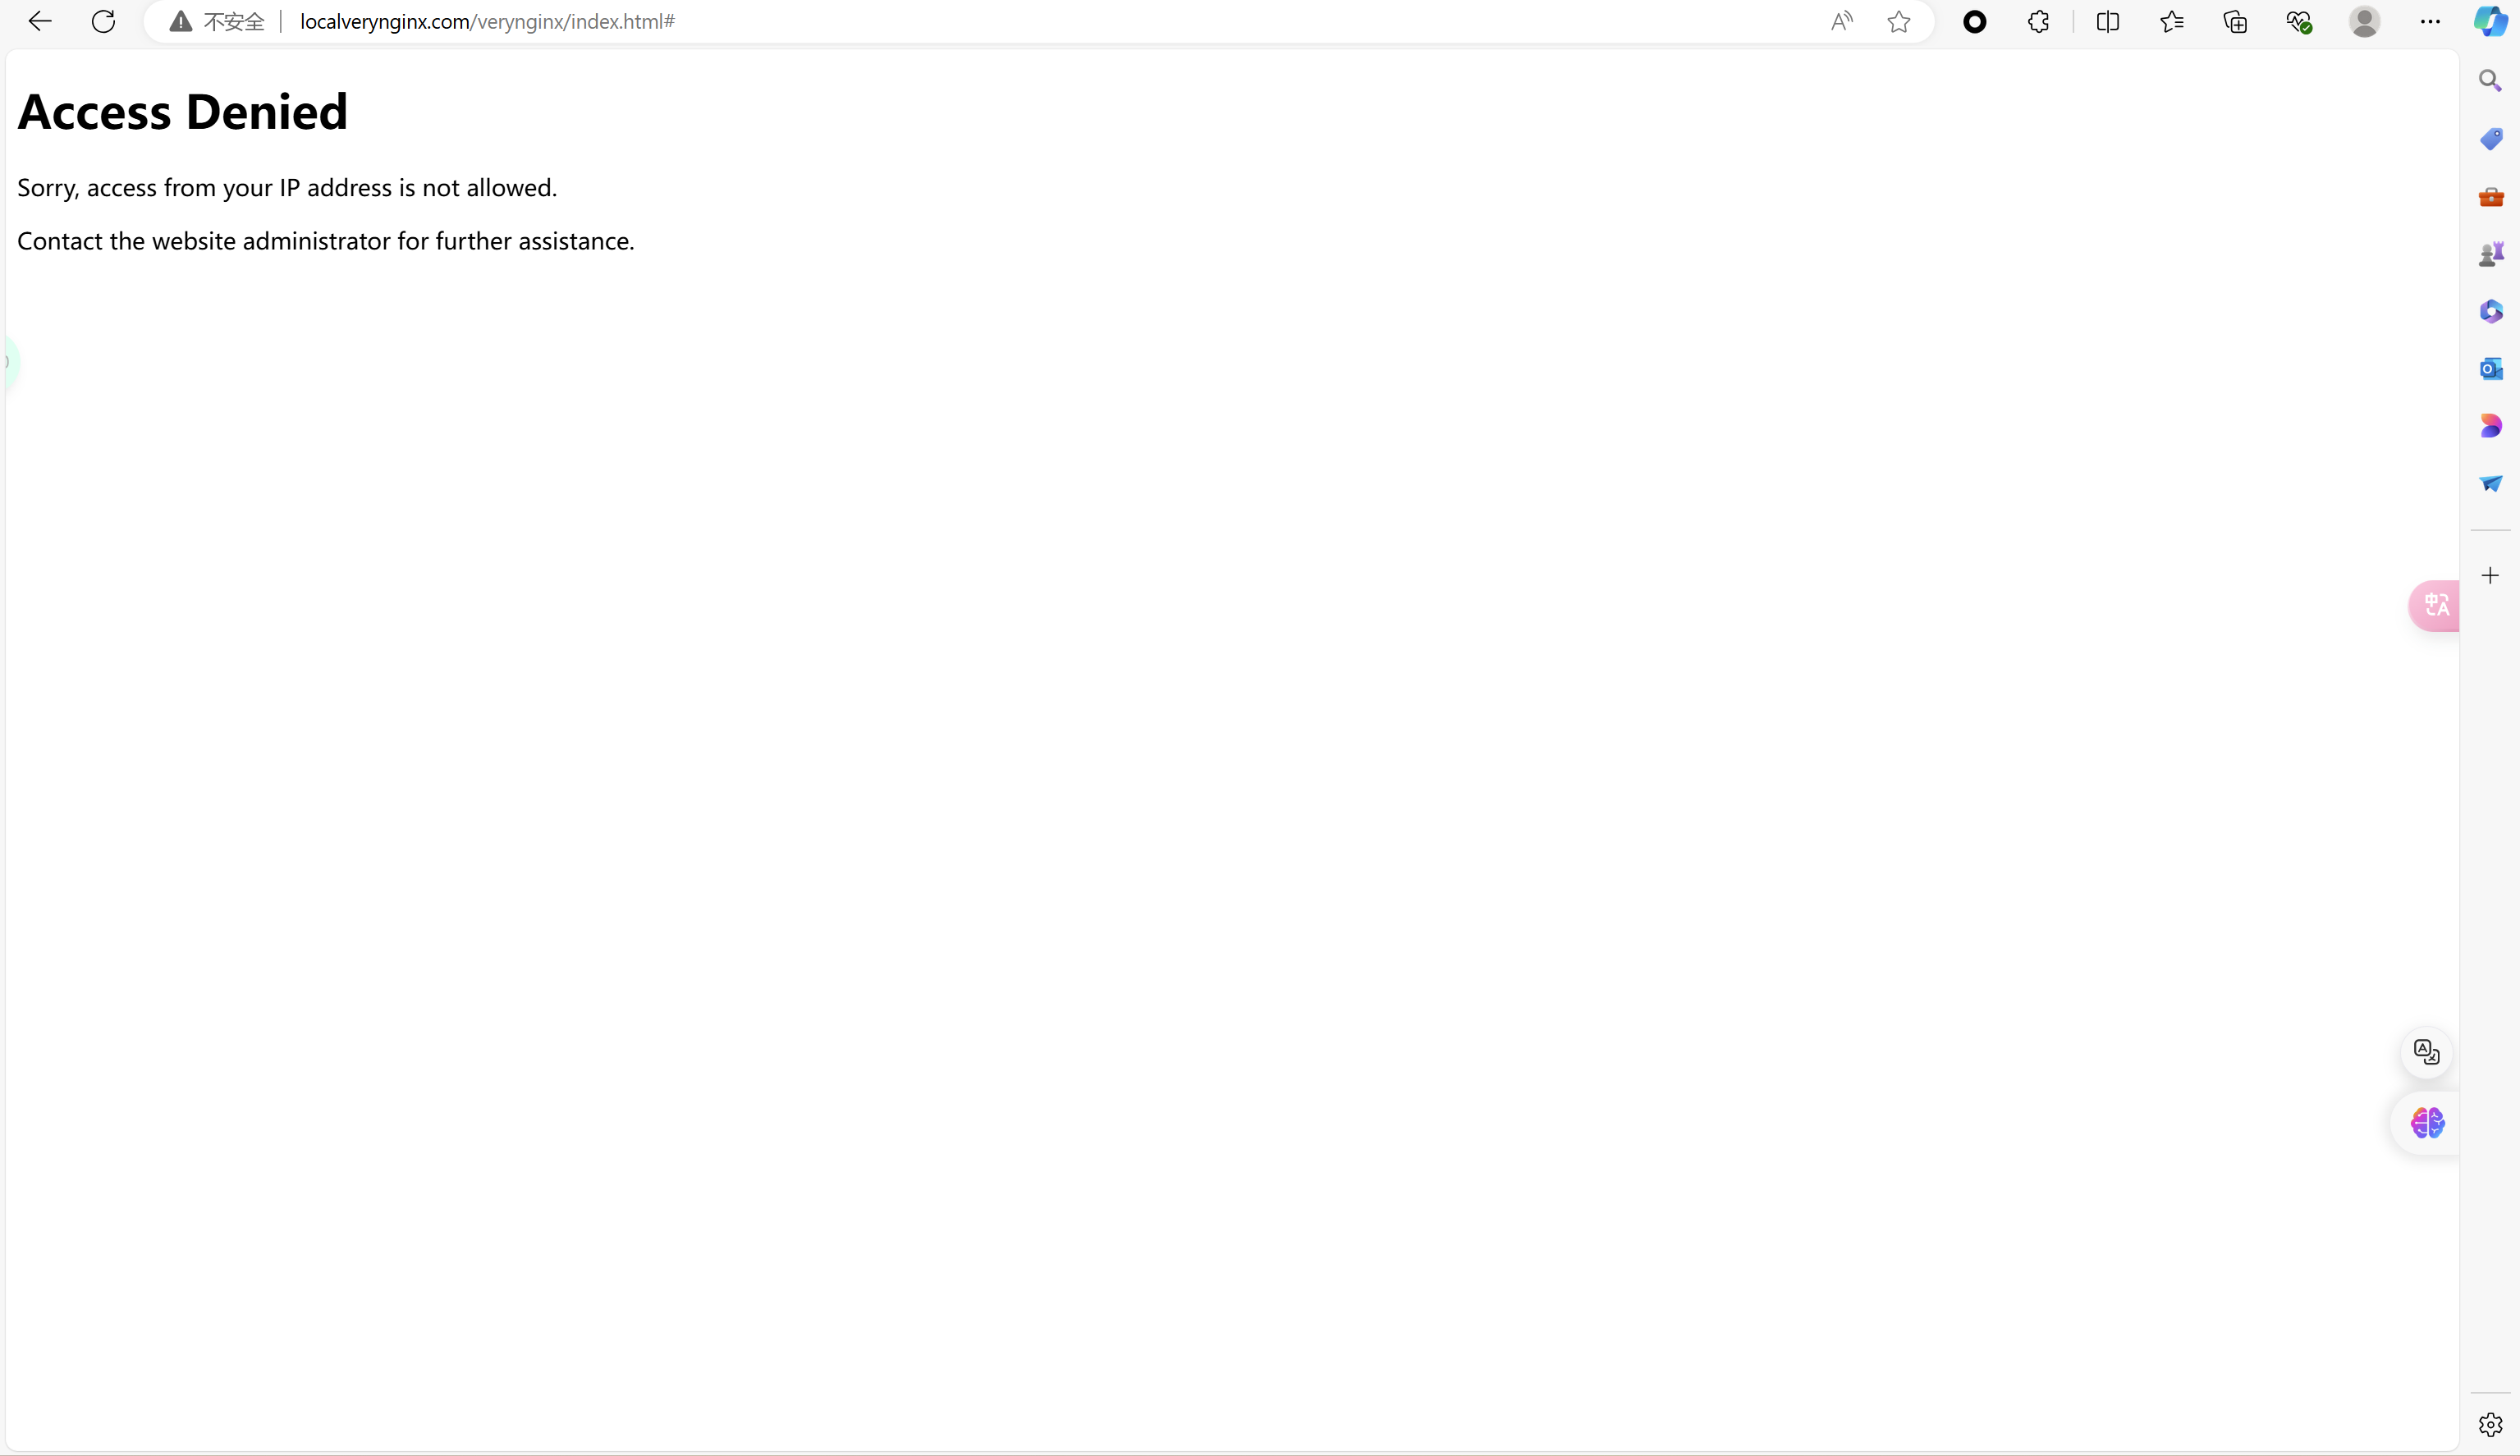 不安全 localverynginx.com/verynginx/index.html#
Access Denied
Sorry, access from your IP address is not allowed.
Contact the website administrator for further assistance.